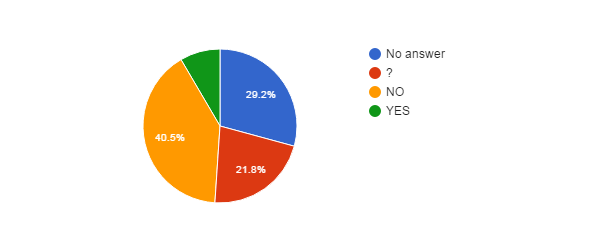 No answer
?
NO
YES
29.2%
21.8%
40.5%